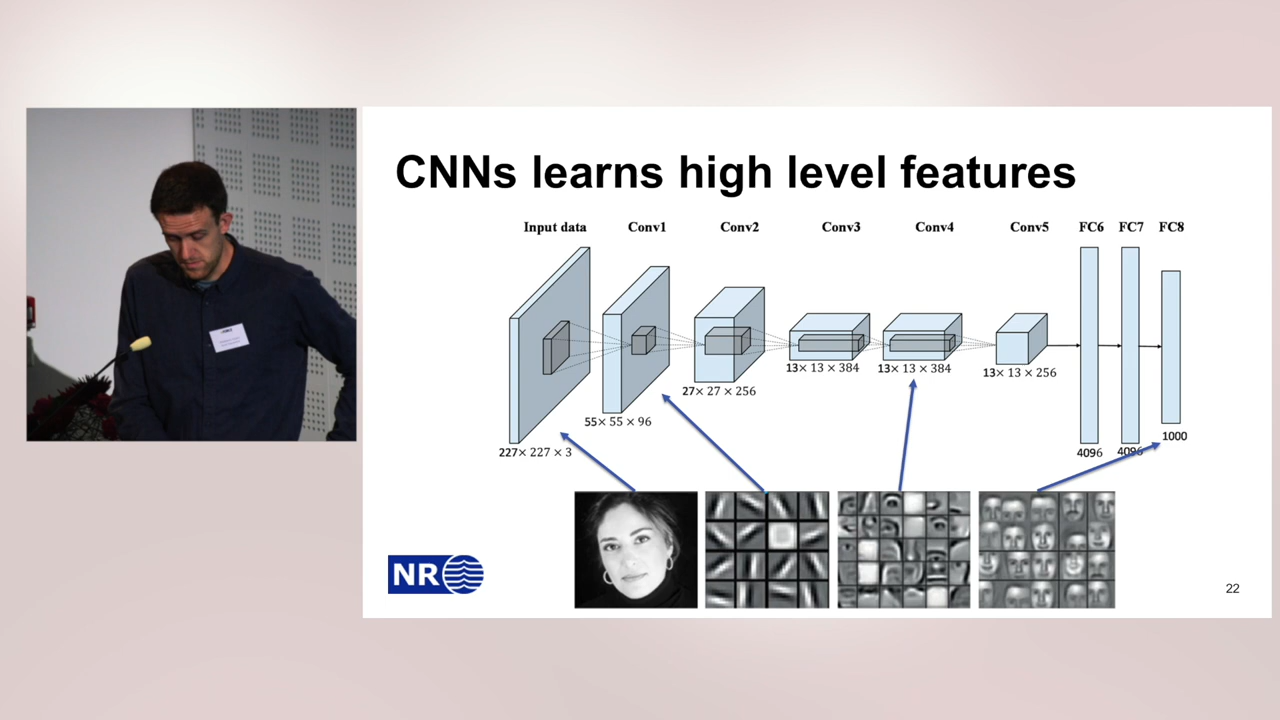 CNNs learns high level features
Input data Conv1 Conv2 Conv3 Conv4 Conv5 FC6 FC7 FC8
13× 13 × 384 13× 13 × 384 13× 13 × 256
27× 27 × 256
55× 55 × 96
1000
227× 227 × 3 4096 4096
NR
22